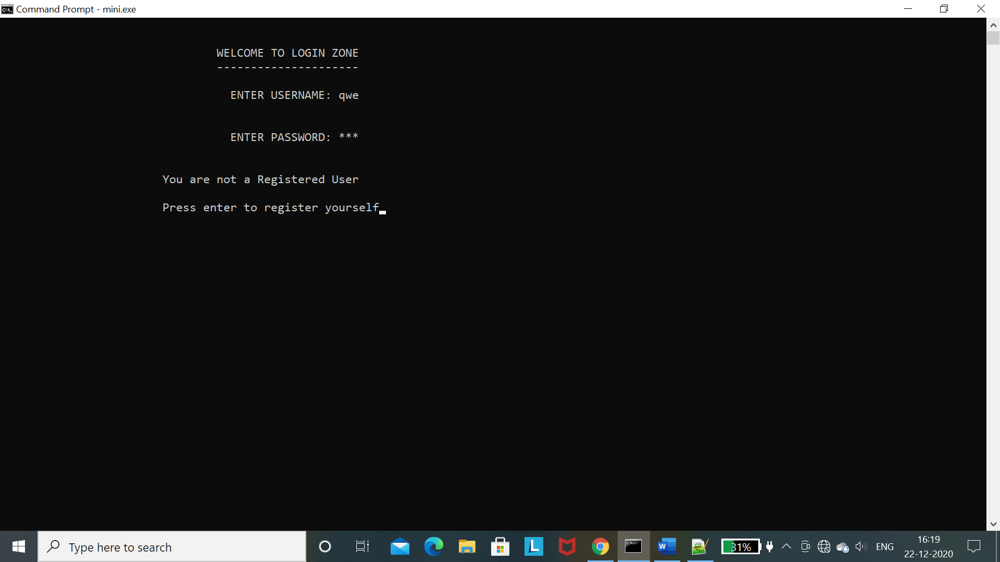 Command Prompt - mini.exe
WELCOME TO LOGIN ZONE
---------------------
ENTER USERNAME: qwe
ENTER PASSWORD: ***
You are not a Registered User
Press enter to register yourself
Type here to search
31%
ENG
16:19
22-12-2020